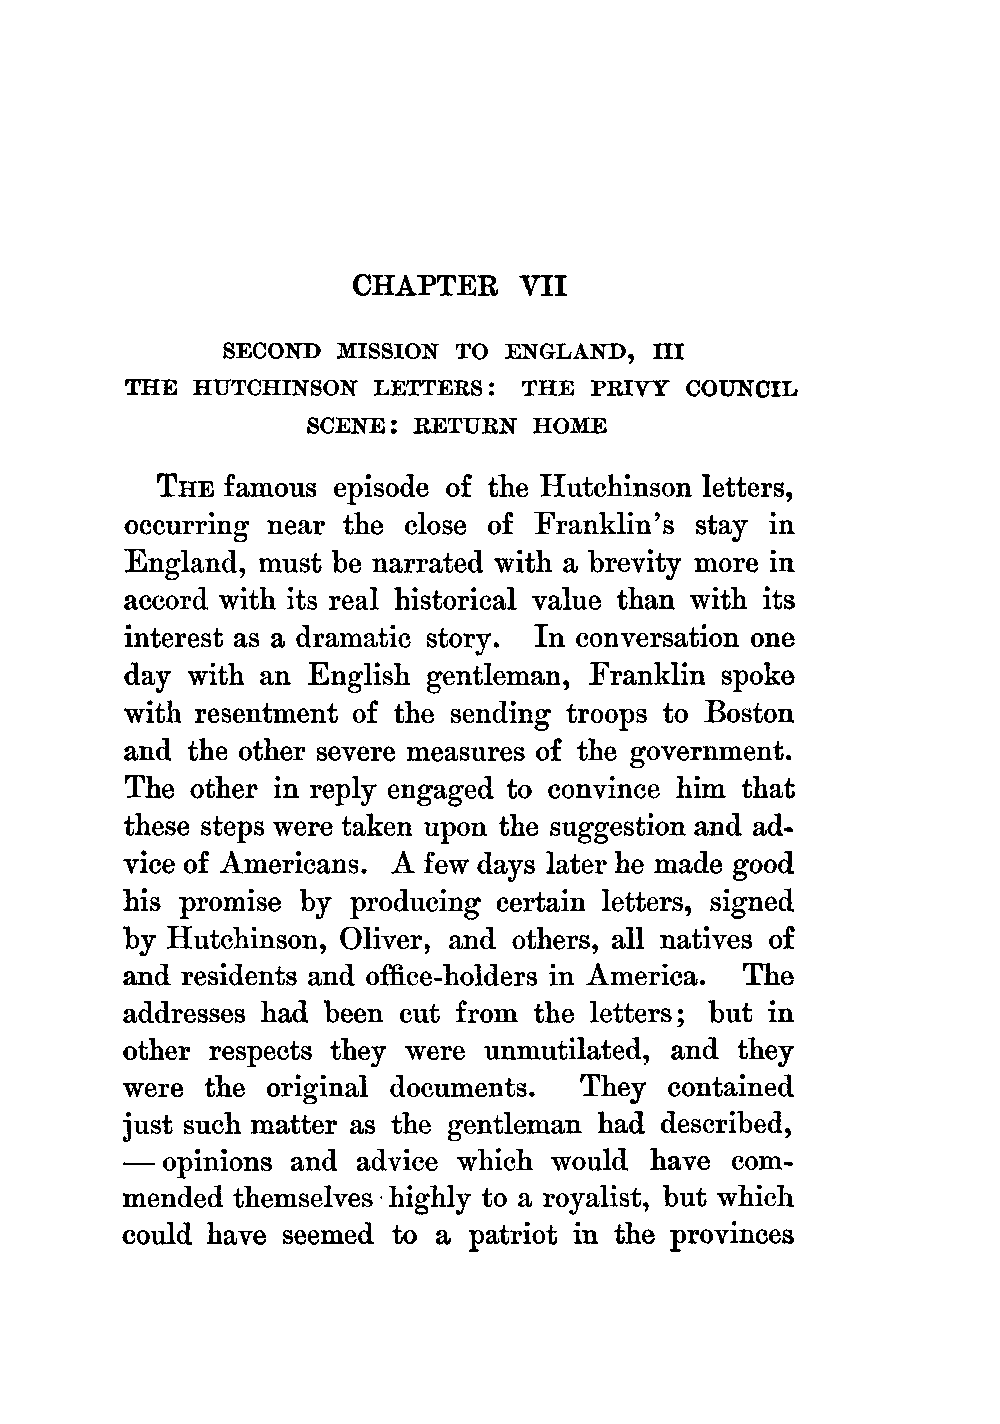 CHAPTER VII
SECOND MISSION TO ENGLAND, III
THE HUTCHINSON LETTERS: THE PRIVY COUNCIL
SCENE: RETURN HOME
THE famous episode of the Hutchinson letters,
occurring near the close of Franklin's stay in
England, must be narrated with a brevity more in
accord with its real historical value than with its
interest as a dramatic story. In conversation one
day with an English gentleman, Franklin spoke
with resentment of the sending troops to Boston
and the other severe measures of the government.
The other in reply engaged to convince him that
these steps were taken upon the suggestion and ad-
vice of Americans. A few days later he made good
his promise by producing certain letters, signed
by Hutchinson, Oliver, and others, all natives of
and residents and office-holders in America. The
addresses had been cut from the letters; but in
other respects they were unmutilated, and they
were the original documents. They contained
just such matter as the gentleman had described,
— opinions and advice which would have com-
mended themselves highly to a royalist, but which
could have seemed to a patriot in the provinces